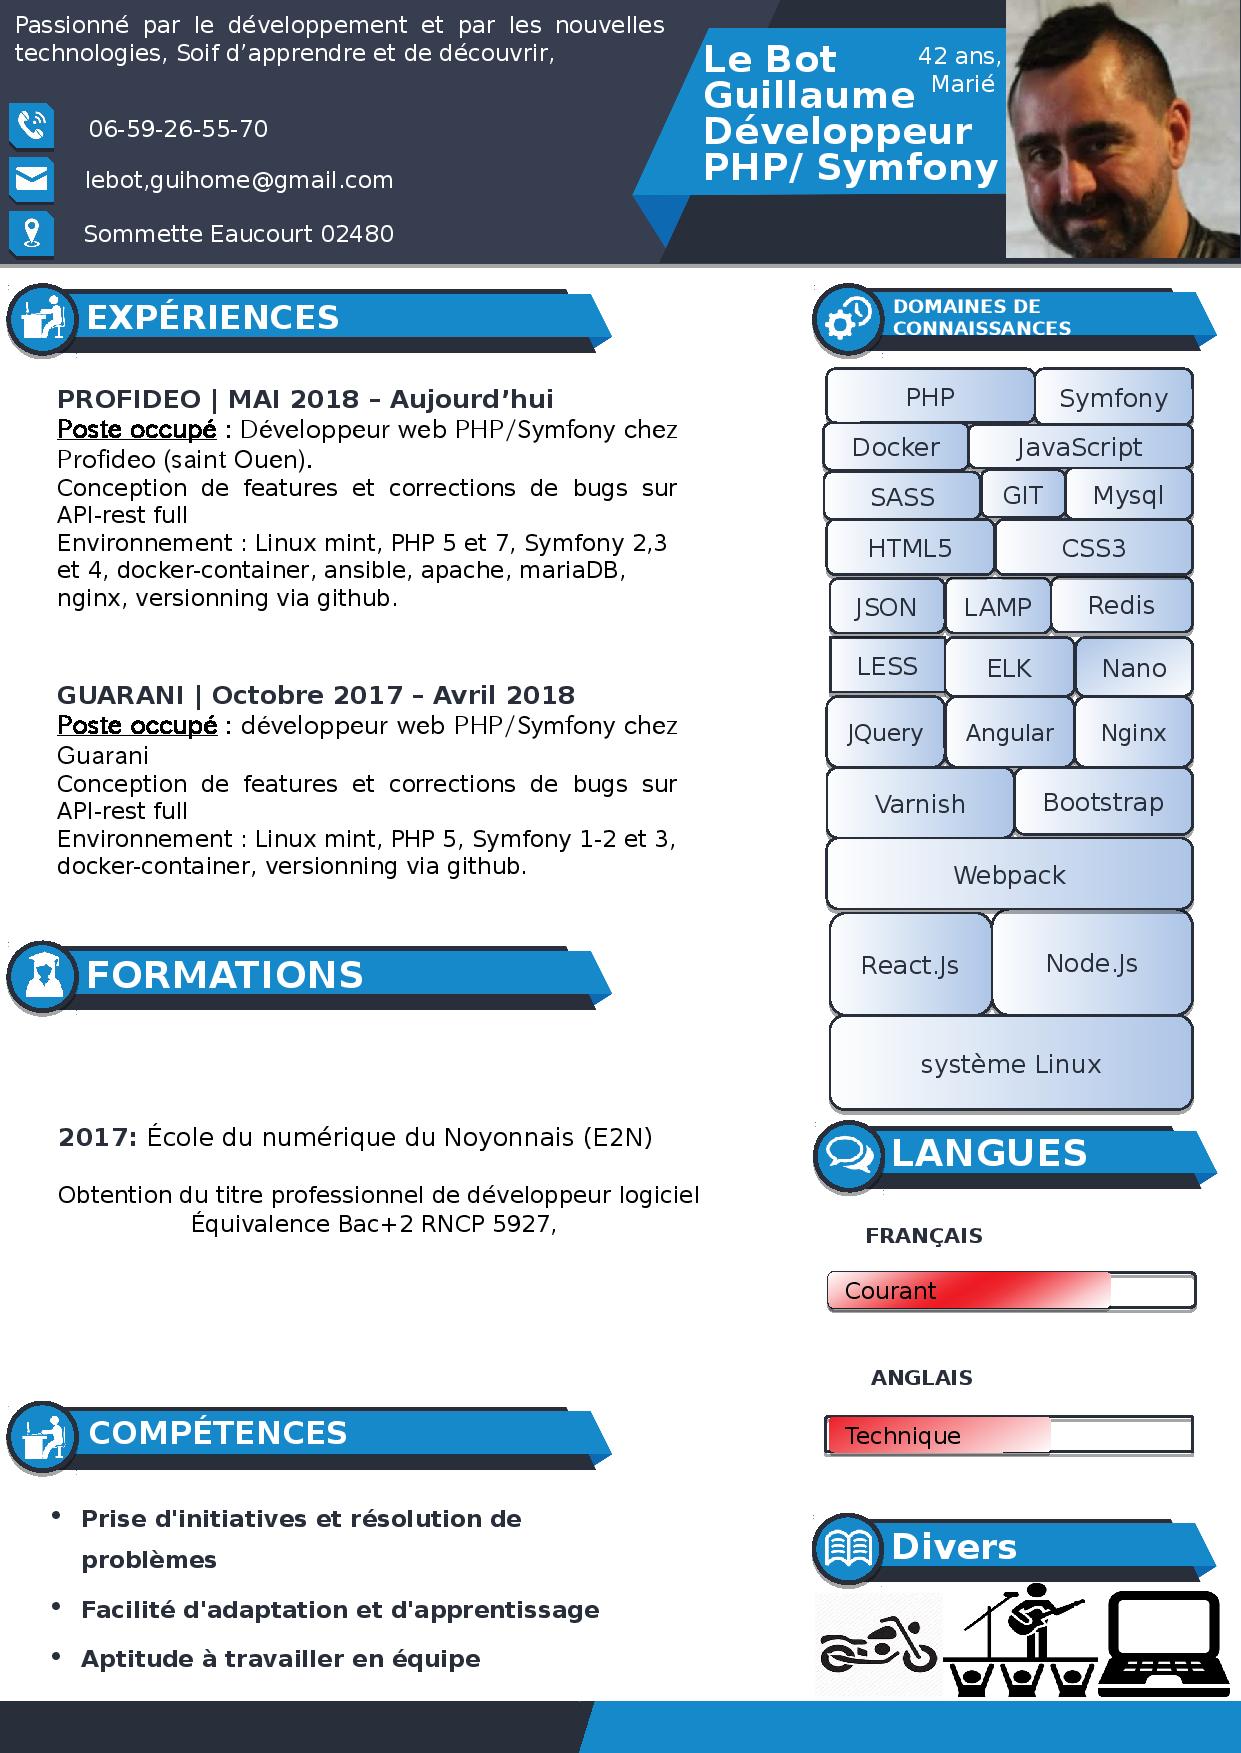 Passionné par le développement et par les nouvelles
technologies, Soif d’apprendre et de découvrir,
06-59-26-55-70
lebot,guihome@gmail.com
Sommette Eaucourt 02480
Le Bot
Guillaume
Développeur
PHP/ Symfony
42 ans,
Marié
EXPÉRIENCES
PROFIDEO | MAI 2018 – Aujourd’hui
Poste occupé : Développeur web PHP/Symfony chez
Profideo (saint Ouen).
Conception de features et corrections de bugs sur
API-rest full
Environnement : Linux mint, PHP 5 et 7, Symfony 2,3
et 4, docker-container, ansible, apache, mariaDB,
nginx, versionning via github.
GUARANI | Octobre 2017 – Avril 2018
Poste occupé : développeur web PHP/Symfony chez
Guarani
Conception de features et corrections de bugs sur
API-rest full
Environnement : Linux mint, PHP 5, Symfony 1-2 et 3,
docker-container, versionning via github.
FORMATIONS
2017: École du numérique du Noyonnais (E2N)
Obtention du titre professionnel de développeur logiciel
Équivalence Bac+2 RNCP 5927,
COMPÉTENCES
• Prise d'initiatives et résolution de
problèmes
• Facilité d'adaptation et d'apprentissage
• Aptitude à travailler en équipe
DOMAINES DE
CONNAISSANCES
PHP Symfony
Docker JavaScript
SASS GIT Mysql
HTML5 CSS3
JSON LAMP Redis
LESS ELK Nano
JQuery Angular Nginx
Varnish Bootstrap
Webpack
React.Js Node.Js
système Linux
LANGUES
FRANÇAIS
Courant
ANGLAIS
Technique
Divers